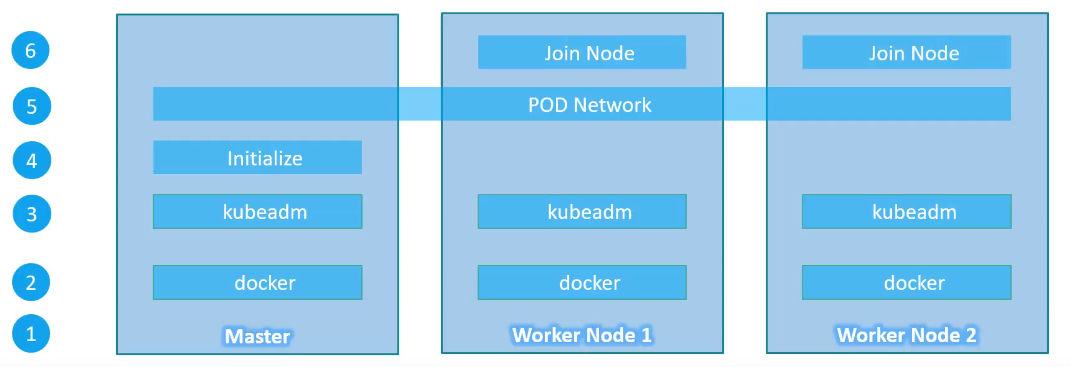 6 Join Node Join Node
5 POD Network
4 Initialize
3 kubeadm kubeadm kubeadm
2 docker docker docker
1 Master Worker Node 1 Worker Node 2